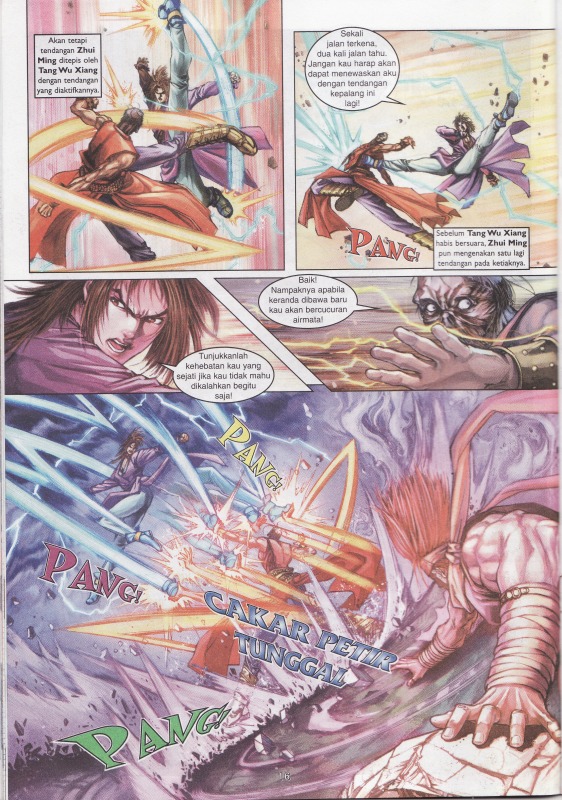 Akan tetapi
tendangan Zhui
Ming ditepis oleh
Tang Wu Xiang
dengan tendangan
yang diaktifkannya.
Sekali
jalan terkena,
dua kali jalan tahu.
Jangan kau harap akan
dapat menewaskan aku
dengan tendangan
kepalang ini
lagi!
PANG!
Sebelum Tang Wu Xiang
habis bersuara, Zhui Ming
pun mengenakan satu lagi
tendangan pada ketiaknya.
Tunjukkanlah
kehebatan kau yang
sejati jika kau tidak mahu
dikalahkan begitu
saja!
Baik!
Nampaknya apabila
keranda dibawa baru
kau akan bercucuran
airmata!
PANG!
PANG!
CAKAR PETIR
TUNGGAL
PANG!
16